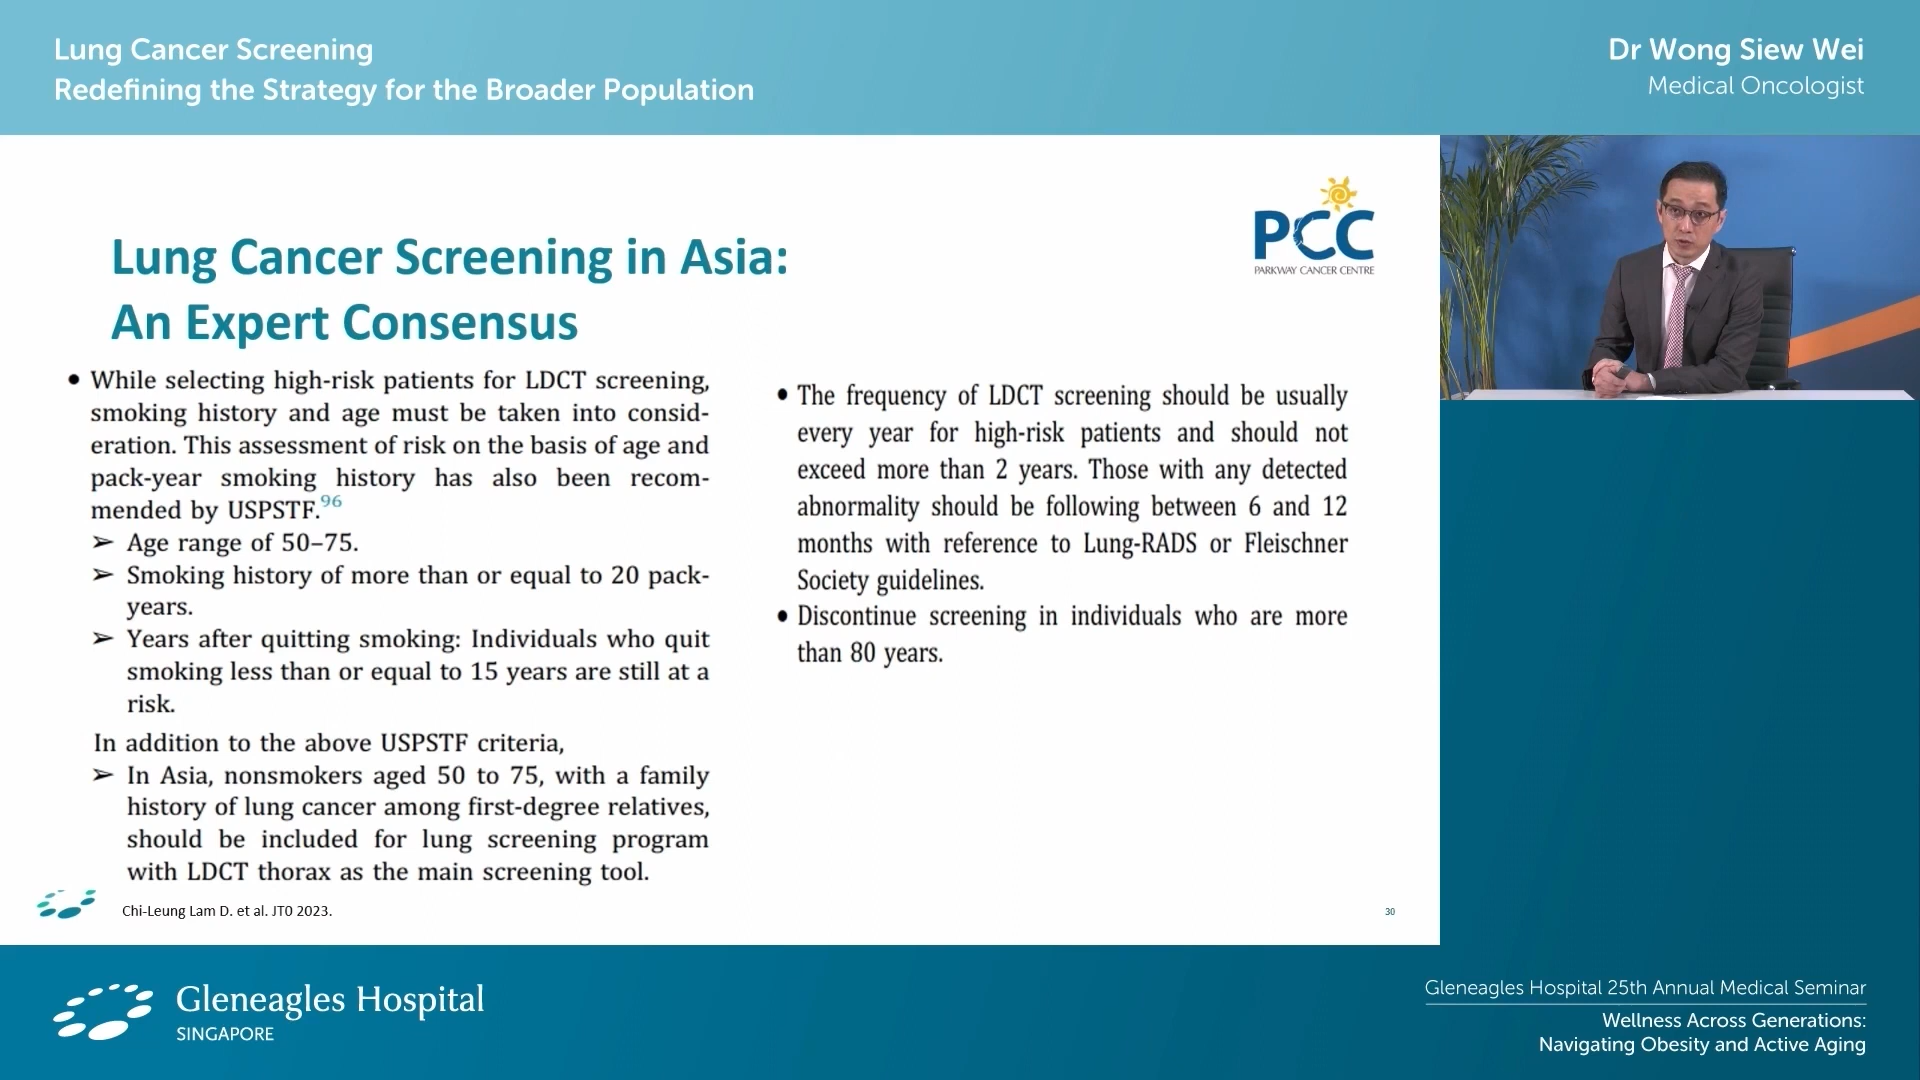 Lung Cancer Screening
Redefining the Strategy for the Broader Population
Dr Wong Siew Wei
Medical Oncologist
PCC
PARKWAY CANCER CENTRE
Lung Cancer Screening in Asia:
An Expert Consensus
• While selecting high-risk patients for LDCT screening,
smoking history and age must be taken into consid-
eration. This assessment of risk on the basis of age and
pack-year smoking history has also been recom-
mended by USPSTF.96
➢ Age range of 50–75.
➢ Smoking history of more than or equal to 20 pack-
years.
➢ Years after quitting smoking: Individuals who quit
smoking less than or equal to 15 years are still at a
risk.
In addition to the above USPSTF criteria,
➢ In Asia, nonsmokers aged 50 to 75, with a family
history of lung cancer among first-degree relatives,
should be included for lung screening program
with LDCT thorax as the main screening tool.
• The frequency of LDCT screening should be usually
every year for high-risk patients and should not
exceed more than 2 years. Those with any detected
abnormality should be following between 6 and 12
months with reference to Lung-RADS or Fleischner
Society guidelines.
• Discontinue screening in individuals who are more
than 80 years.
Chi-Leung Lam D. et al. JT0 2023.
30
Gleneagles Hospital
SINGAPORE
Gleneagles Hospital 25th Annual Medical Seminar
Wellness Across Generations:
Navigating Obesity and Active Aging